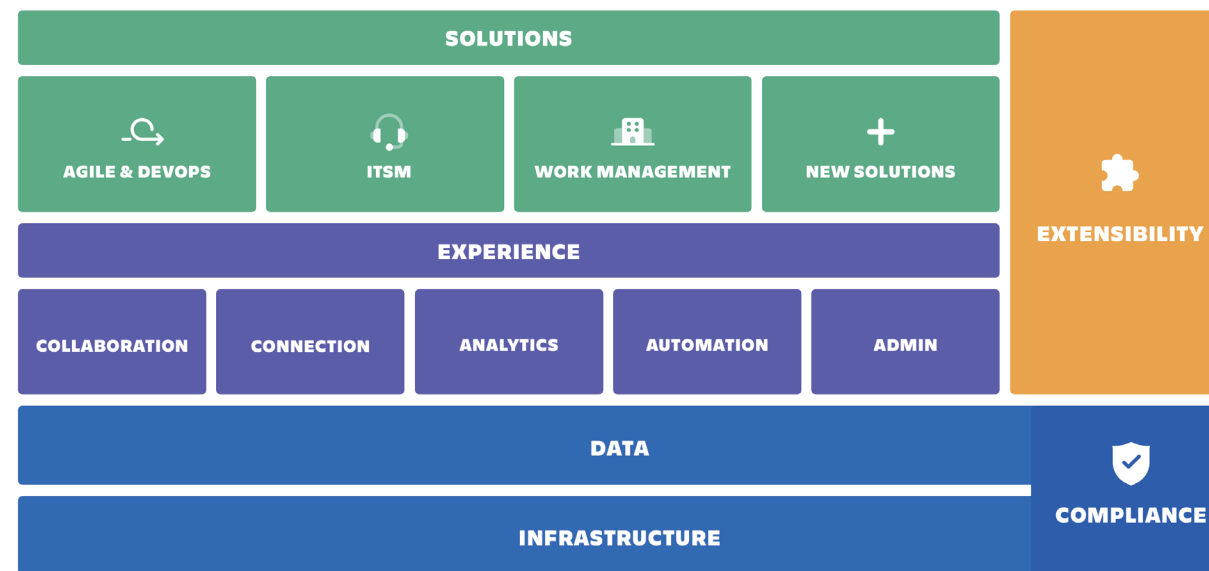 SOLUTIONS
AGILE & DEVOPS
ITSM
WORK MANAGEMENT
NEW SOLUTIONS
EXTENSIBILITY
EXPERIENCE
COLLABORATION
CONNECTION
ANALYTICS
AUTOMATION
ADMIN
DATA
COMPLIANCE
INFRASTRUCTURE